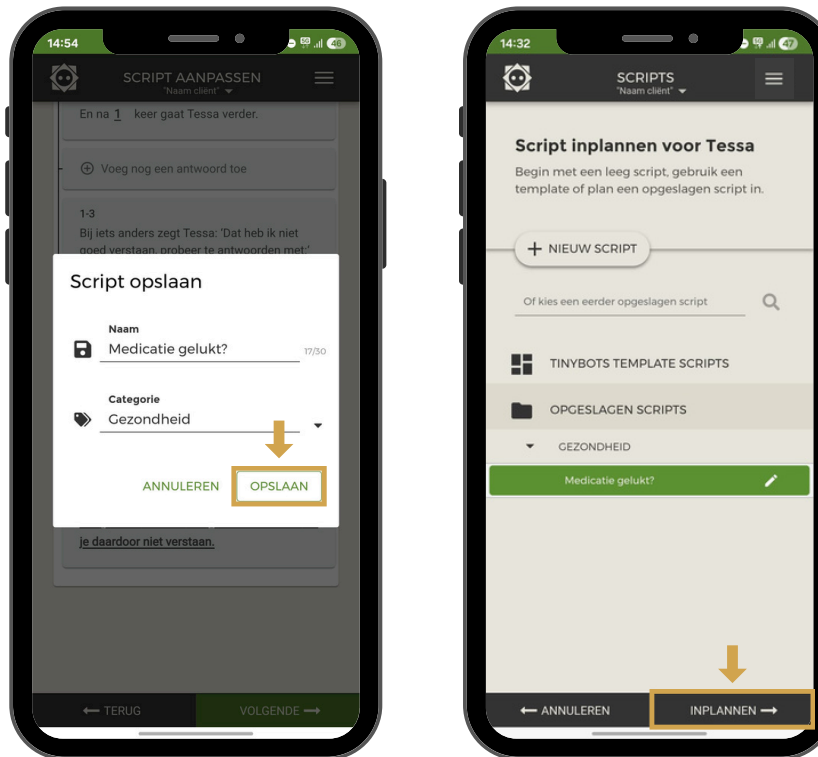 14:54
5G 46
SCRIPT AANPASSEN
"Naam cliënt"
En na 1 keer gaat Tessa verder.
Voeg nog een antwoord toe
1-3
Bij iets anders zegt Tessa: 'Dat heb ik niet
goed verstaan, probeer te antwoorden met:'
Script opslaan
Naam
Medicatie gelukt?
17/30
Categorie
Gezondheid
ANNULEREN OPSLAAN
je daardoor niet verstaan.
TERUG VOLGENDE
14:32
47
SCRIPTS
"Naam cliënt"
Script inplannen voor Tessa
Begin met een leeg script, gebruik een
template of plan een opgeslagen script in.
+ NIEUW SCRIPT
Of kies een eerder opgeslagen script
TINYBOTS TEMPLATE SCRIPTS
OPGESLAGEN SCRIPTS
GEZONDHEID
Medicatie gelukt?
ANNULEREN INPLANNEN